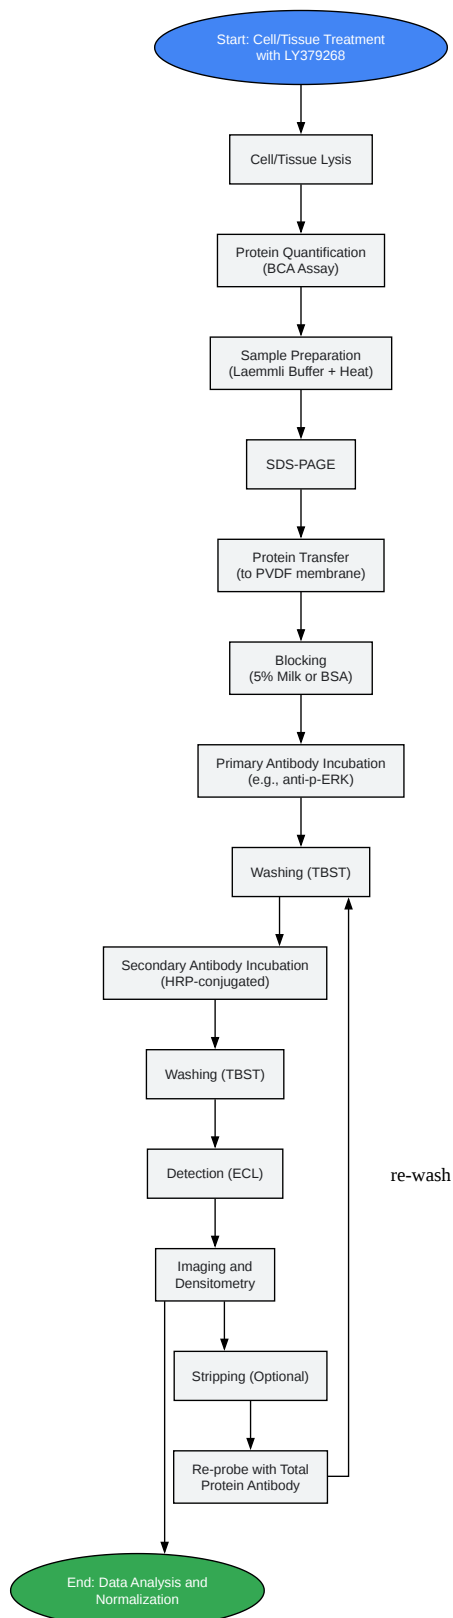 Start: Cell/Tissue Treatment
with LY379268
Cell/Tissue Lysis
Protein Quantification
(BCA Assay)
Sample Preparation
(Laemmli Buffer + Heat)
SDS-PAGE
Protein Transfer
(to PVDF membrane)
Blocking
(5% Milk or BSA)
Primary Antibody Incubation
(e.g., anti-p-ERK)
Washing (TBST)
Secondary Antibody Incubation
(HRP-conjugated)
Washing (TBST)
Detection (ECL)
re-wash
Imaging and
Densitometry
Stripping (Optional)
Re-probe with Total
Protein Antibody
End: Data Analysis and
Normalization